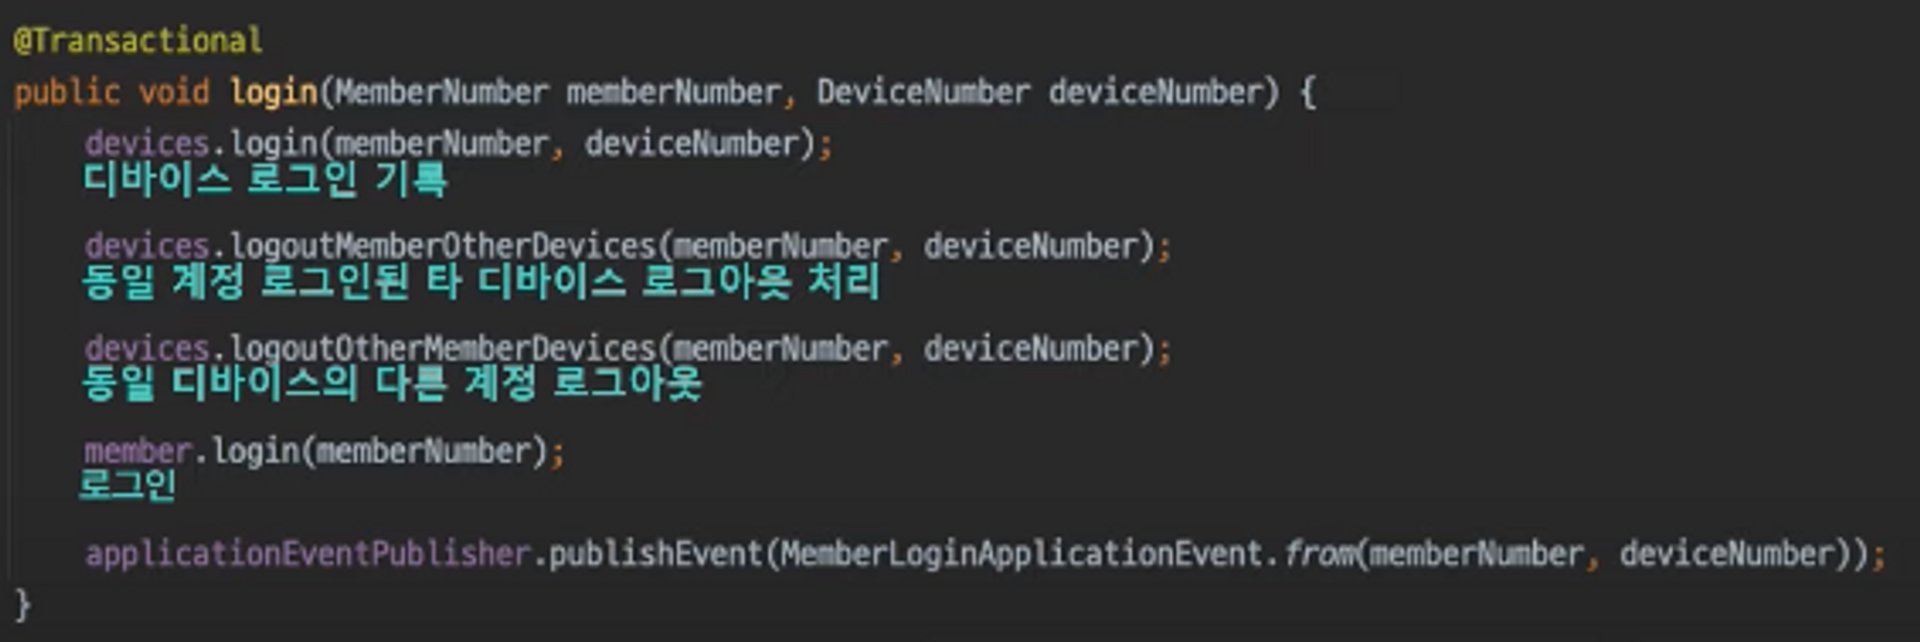 @Transactional
public void login(MemberNumber memberNumber, DeviceNumber deviceNumber) {
devices.login(memberNumber, deviceNumber);
디바이스 로그인 기록
devices.logoutMemberOtherDevices(memberNumber, deviceNumber);
동일 계정 로그인된 타 디바이스 로그아웃 처리
devices.logoutOtherMemberDevices(memberNumber, deviceNumber);
동일 디바이스의 다른 계정 로그아웃
member.login(memberNumber);
로그인
applicationEventPublisher.publishEvent(MemberLoginApplicationEvent.from(memberNumber, deviceNumber));
}